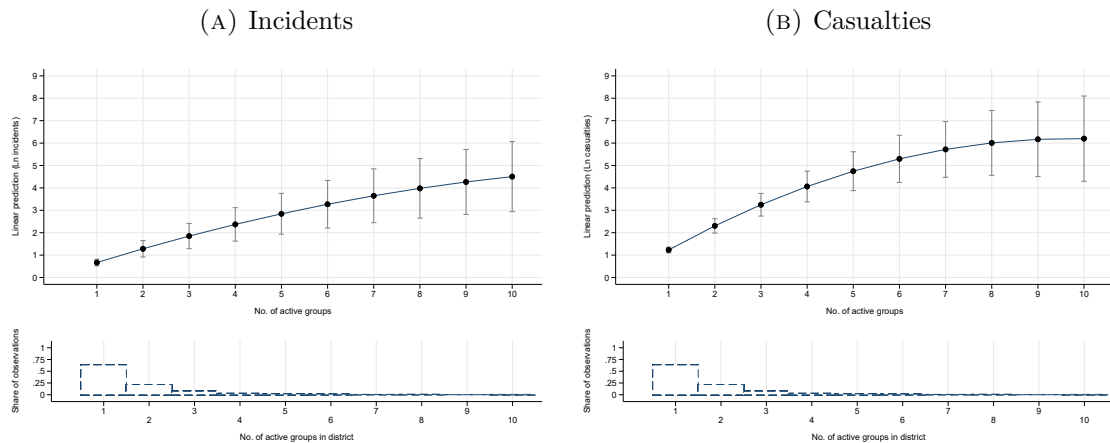 (A) Incidents
Linear prediction (Ln incidents)
9
8
7
6
5
4
3
2
1
0
1 2 3 4 5 6 7 8 9 10
No. of active groups
Share of observations
1
.75
.5
.25
0
1 3 5 7 9
2 4 6 8 10
No. of active groups in district
(B) Casualties
Linear prediction (Ln casualties)
9
8
7
6
5
4
3
2
1
0
1 2 3 4 5 6 7 8 9 10
No. of active groups
Share of observations
1
.75
.5
.25
0
1 3 5 7 9
2 4 6 8 10
No. of active groups in district